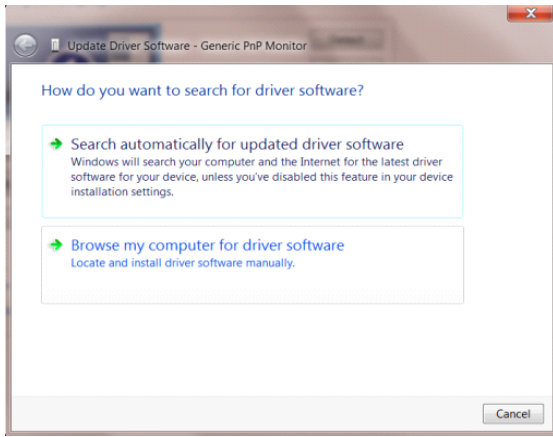 Update Driver Software - Generic PnP Monitor
How do you want to search for driver software?
Search automatically for updated driver software
Windows will search your computer and the Internet for the latest driver
software for your device, unless you've disabled this feature in your device
installation settings.
Browse my computer for driver software
Locate and install driver software manually.
Cancel